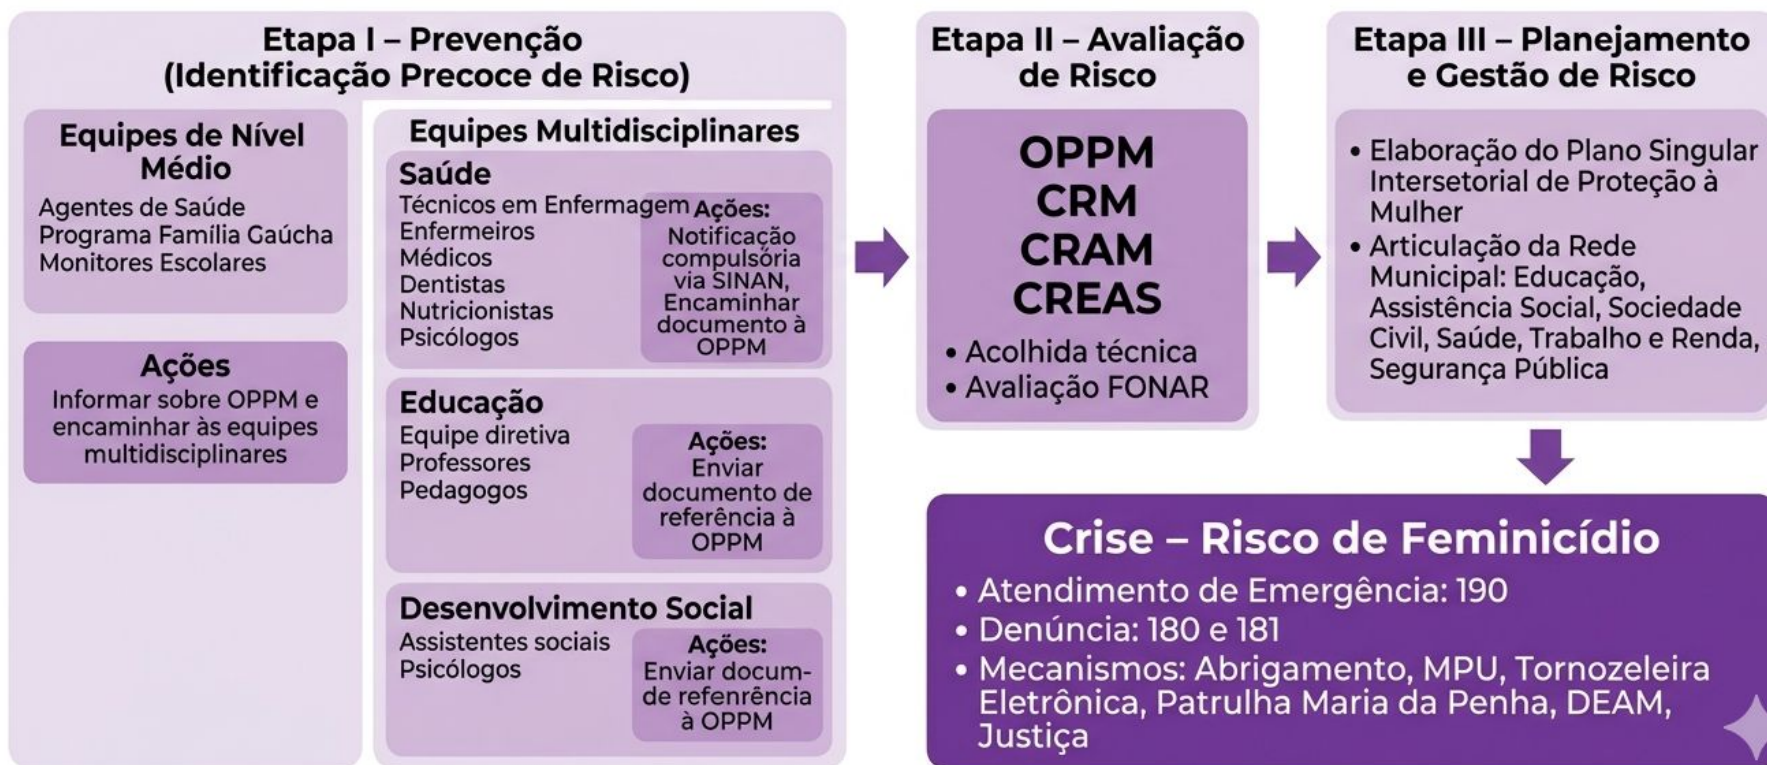 Etapa I – Prevenção
(Identificação Precoce de Risco)
Equipes de Nível
Médio
Agentes de Saúde
Programa Família Gaúcha
Monitores Escolares
Ações
Informar sobre OPPM e
encaminhar às equipes
multidisciplinares
Equipes Multidisciplinares
Saúde
Técnicos em Enfermagem
Enfermeiros
Médicos
Dentistas
Nutricionistas
Psicólogos
Ações:
Notificação
compulsória
via SINAN,
Encaminhar
documento à
OPPM
Educação
Equipe diretiva
Professores
Pedagogos
Ações:
Enviar
documento de
referência à
OPPM
Desenvolvimento Social
Assistentes sociais
Psicólogos
Ações:
Enviar docum-
de refenrência
à OPPM
Etapa II – Avaliação
de Risco
OPPM
CRM
CRAM
CREAS
• Acolhida técnica
• Avaliação FONAR
Etapa III – Planejamento
e Gestão de Risco
• Elaboração do Plano Singular
Intersetorial de Proteção à
Mulher
• Articulação da Rede
Municipal: Educação,
Assistência Social, Sociedade
Civil, Saúde, Trabalho e Renda,
Segurança Pública
Crise – Risco de Feminicídio
• Atendimento de Emergência: 190
• Denúncia: 180 e 181
• Mecanismos: Abrigamento, MPU, Tornozeleira
Eletrônica, Patrulha Maria da Penha, DEAM,
Justiça